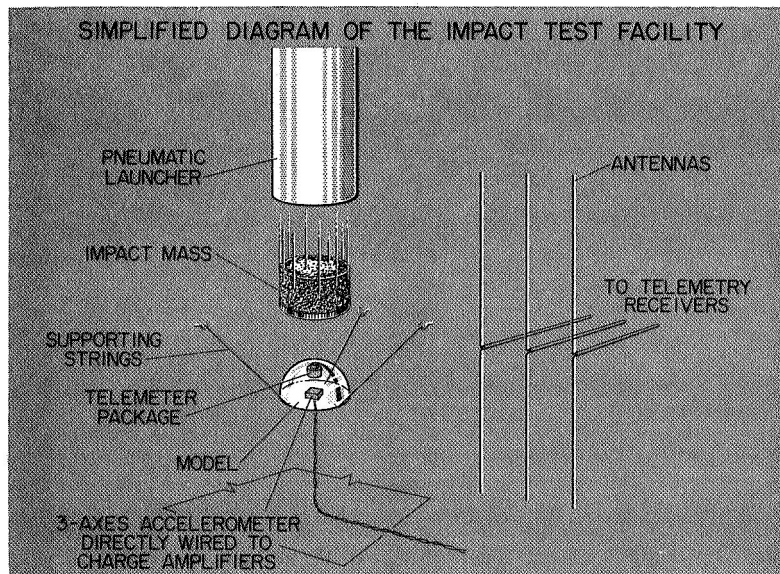 SIMPLIFIED DIAGRAM OF THE IMPACT TEST FACILITY
PNEUMATIC
LAUNCHER
ANTENNAS
IMPACT MASS
TO TELEMETRY
RECEIVERS
SUPPORTING
STRINGS
TELEMETER
PACKAGE
MODEL
3-AXES ACCELEROMETER
DIRECTLY WIRED TO
CHARGE AMPLIFIERS